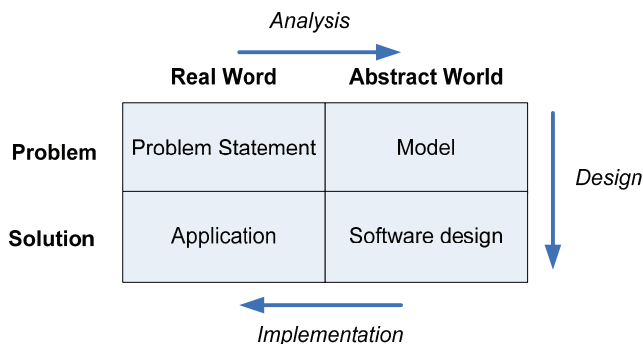 Analysis
Real Word Abstract World
Problem Problem Statement Model
Design
Solution Application Software design
Implementation